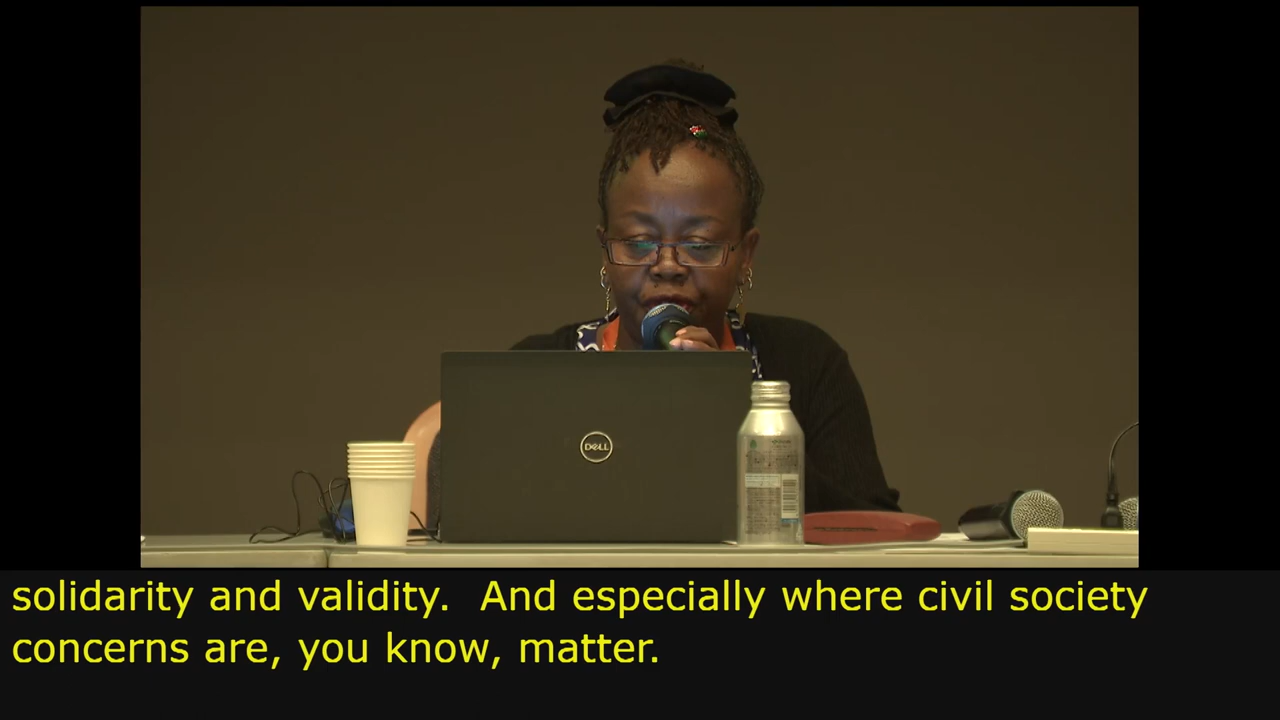 DELL
solidarity and validity.  And especially where civil society
concerns are, you know, matter.